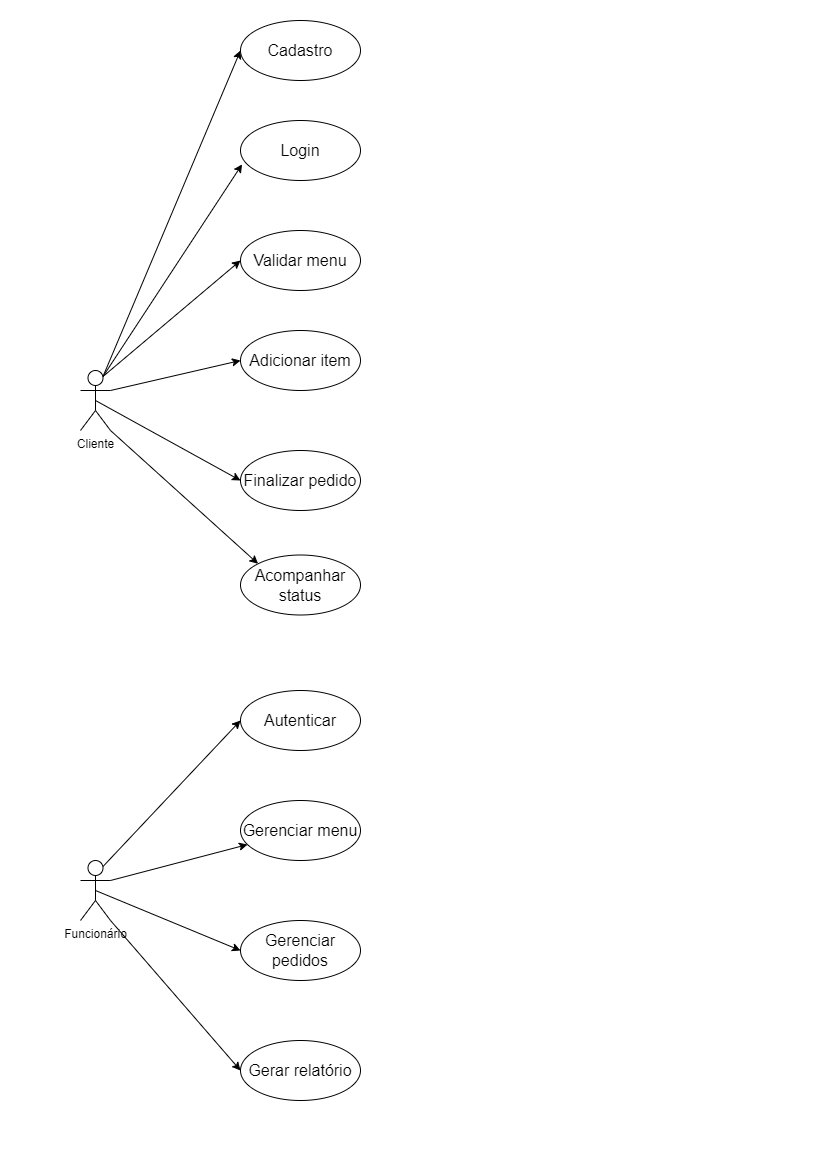 Cadastro
Login
Validar menu
Adicionar item
Cliente
Finalizar pedido
Acompanhar
status
Autenticar
Gerenciar menu
Funcionário
Gerenciar
pedidos
Gerar relatório